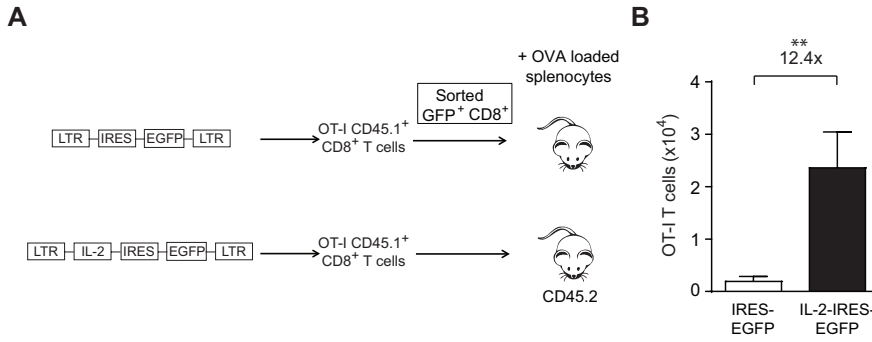 A
+ OVA loaded
splenocytes
Sorted
GFP+ CD8+
LTR IRES EGFP LTR
OT-I CD45.1+
CD8+ T cells
LTR IL-2 IRES EGFP LTR
OT-I CD45.1+
CD8+ T cells
CD45.2
B
**
12.4x
OT-I T cells (x10⁴)
4
3
2
1
0
IRES-
EGFP
IL-2-IRES-
EGFP